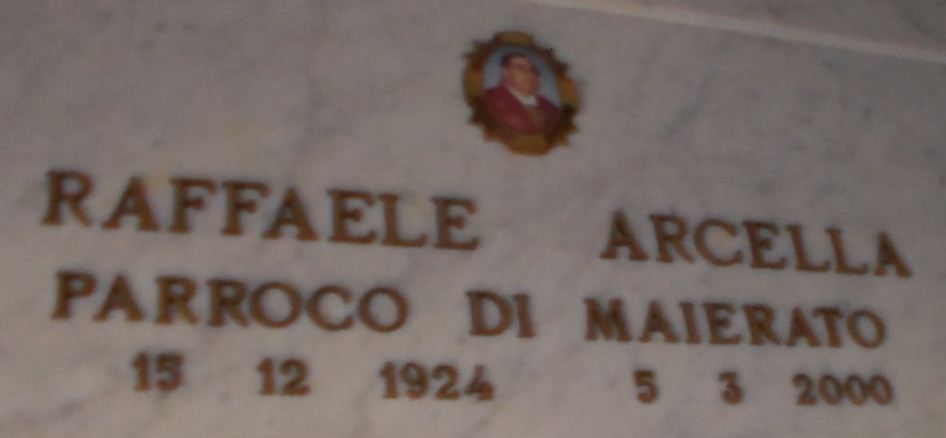 RAFFAELE ARCELLA
PARROCO DI MAIERATO
15 12 1924 5 3 2000